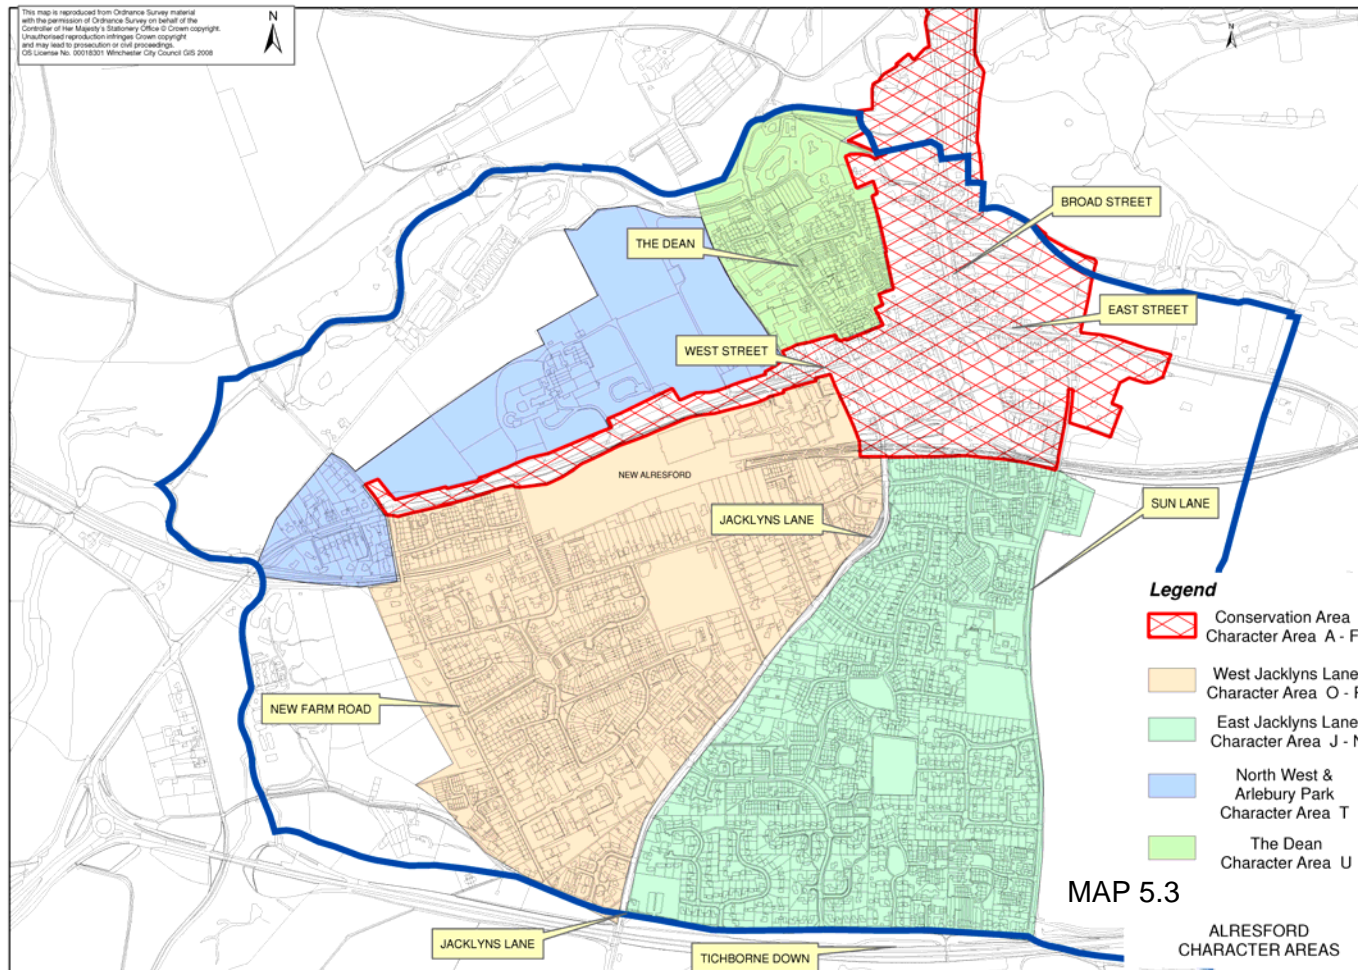 This map is reproduced from Ordnance Survey material
with the permission of Ordnance Survey on behalf of the
Controller of Her Majesty's Stationery Office © Crown copyright.
Unauthorised reproduction infringes Crown copyright
and may lead to prosecution or civil proceedings.
OS License No. 00018301 Winchester City Council GIS 2008
N
N
BROAD STREET
THE DEAN
EAST STREET
WEST STREET
NEW ALRESFORD
JACKLYNS LANE
SUN LANE
NEW FARM ROAD
JACKLYNS LANE
TICHBORNE DOWN
Legend
Conservation Area
Character Area A - F
West Jacklyns Lane
Character Area O -
East Jacklyns Lane
Character Area J -
North West &
Arlebury Park
Character Area T
The Dean
Character Area U
MAP 5.3
ALRESFORD
CHARACTER AREAS